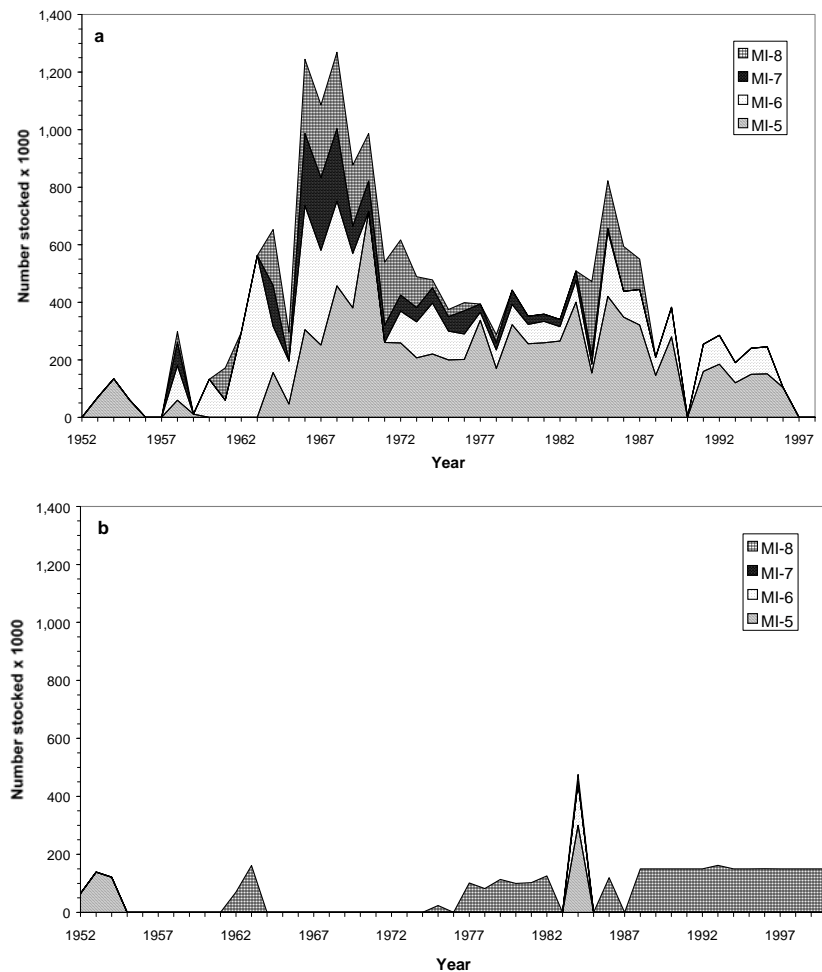 a
1,400
1,200
1,000
800
600
400
200
0
Number stocked x 1000
MI-8
MI-7
MI-6
MI-5
1952 1957 1962 1967 1972 1977 1982 1987 1992 1997
Year
b
1,400
1,200
1,000
800
600
400
200
0
Number stocked x 1000
MI-8
MI-7
MI-6
MI-5
1952 1957 1962 1967 1972 1977 1982 1987 1992 1997
Year